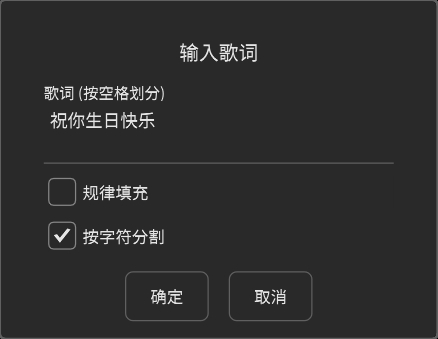 输入歌词
歌词 (按空格划分)
祝你生日快乐
规律填充
按字符分割
确定
取消